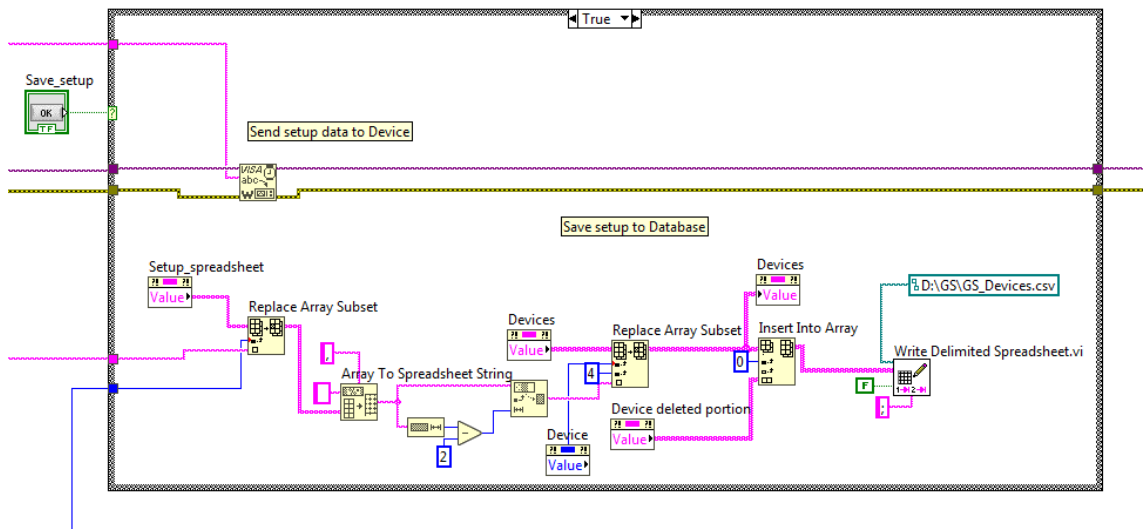 True
Save_setup
OK
TF
?
Send setup data to Device
VISA
abc
W
Save setup to Database
Setup_spreadsheet
?! ?!
Value
Replace Array Subset
,
,
Array To Spreadsheet String
2
Devices
?! ?!
Value
Device
?! ?!
Value
4
Replace Array Subset
Devices
?! ?!
Value
0
Insert Into Array
Device deleted portion
?! ?!
Value
D:\GS\GS_Devices.csv
Write Delimited Spreadsheet.vi
1 2
F
;